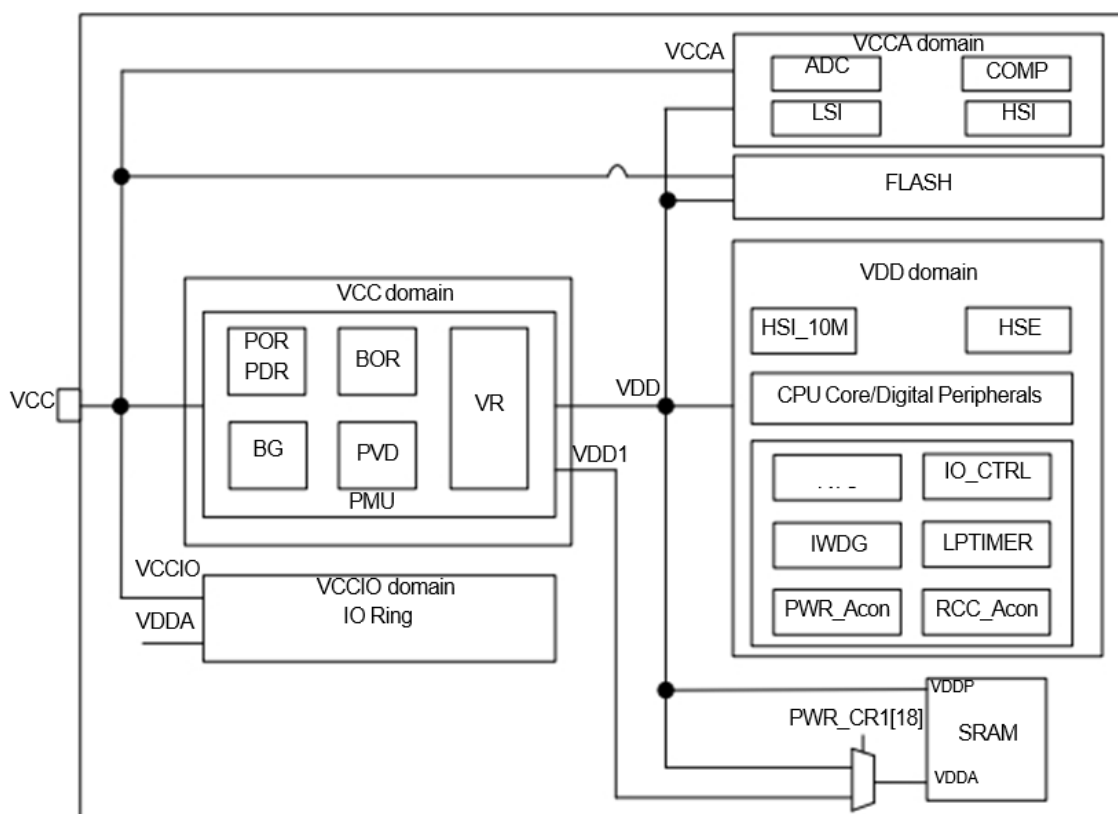 VCCA domain
VCCA
ADC
COMP
LSI
HSI
FLASH
VDD domain
VCC domain
HSI_10M
HSE
POR
PDR
BOR
VR
VCC
VDD
CPU Core/Digital Peripherals
BG
PVD
VDD1
PMU
IO_CTRL
IWDG
LPTIMER
VCCIO
VCCIO domain
IO Ring
VDDA
PWR_Acon
RCC_Acon
VDDP
PWR_CR1[18]
SRAM
VDDA